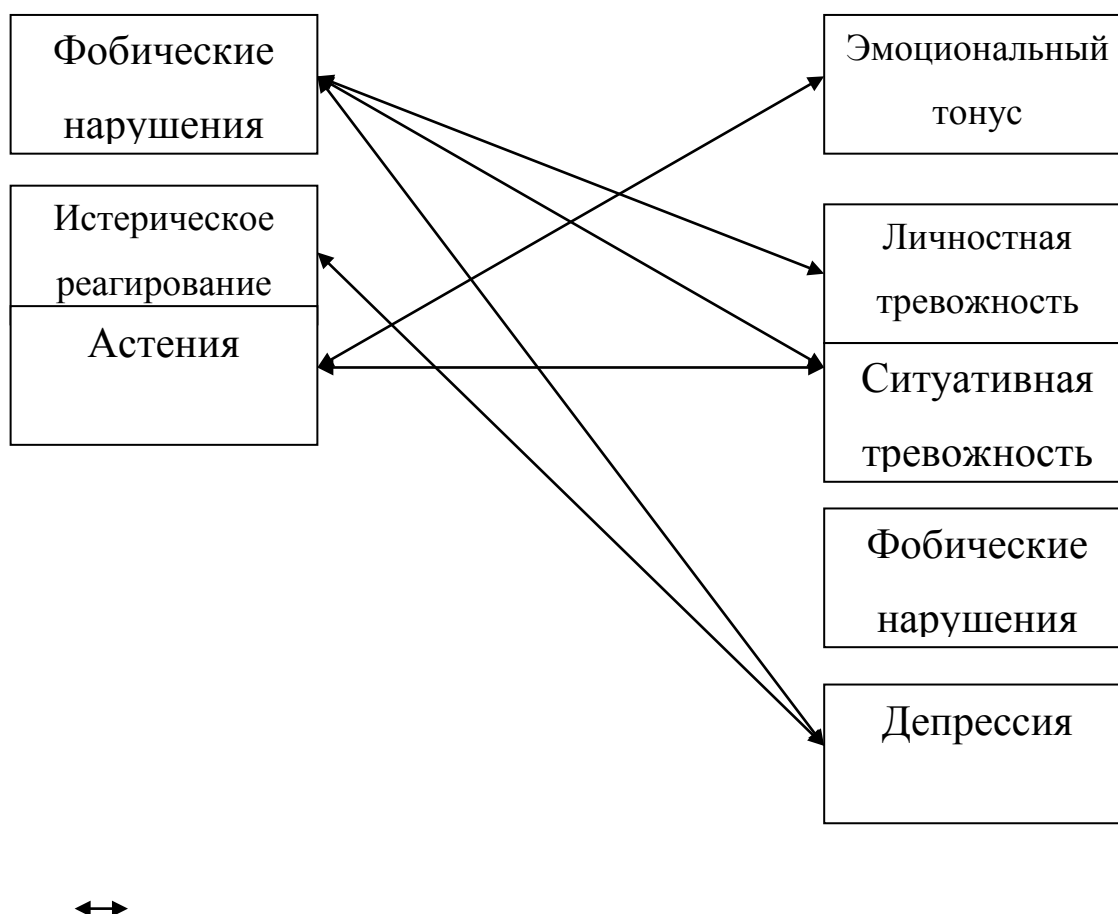 Фобические
нарушения
Истерическое
реагирование
Астения
Эмоциональный
тонус
Личностная
тревожность
Ситуативная
тревожность
Фобические
нарушения
Депрессия